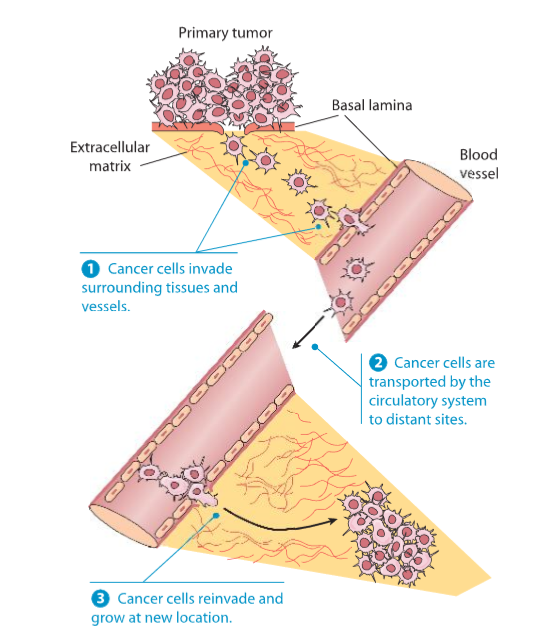 Primary tumor
Basal lamina
Extracellular
matrix
Blood
vessel
1 Cancer cells invade
surrounding tissues and
vessels.
2 Cancer cells are
transported by the
circulatory system
to distant sites.
3 Cancer cells reinvade and
grow at new location.